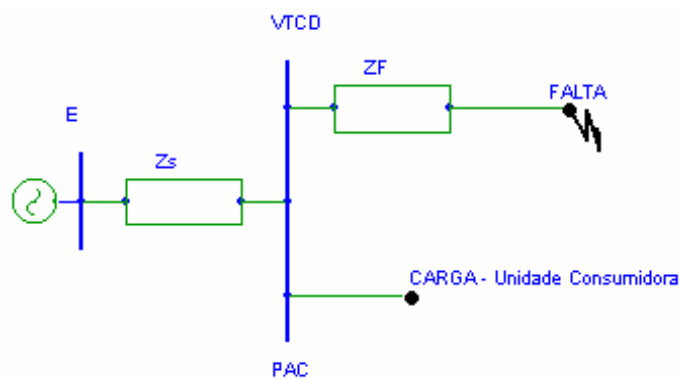 VTCD
ZF
FALTA
E
Zs
CARGA - Unidade Consumidora
PAC